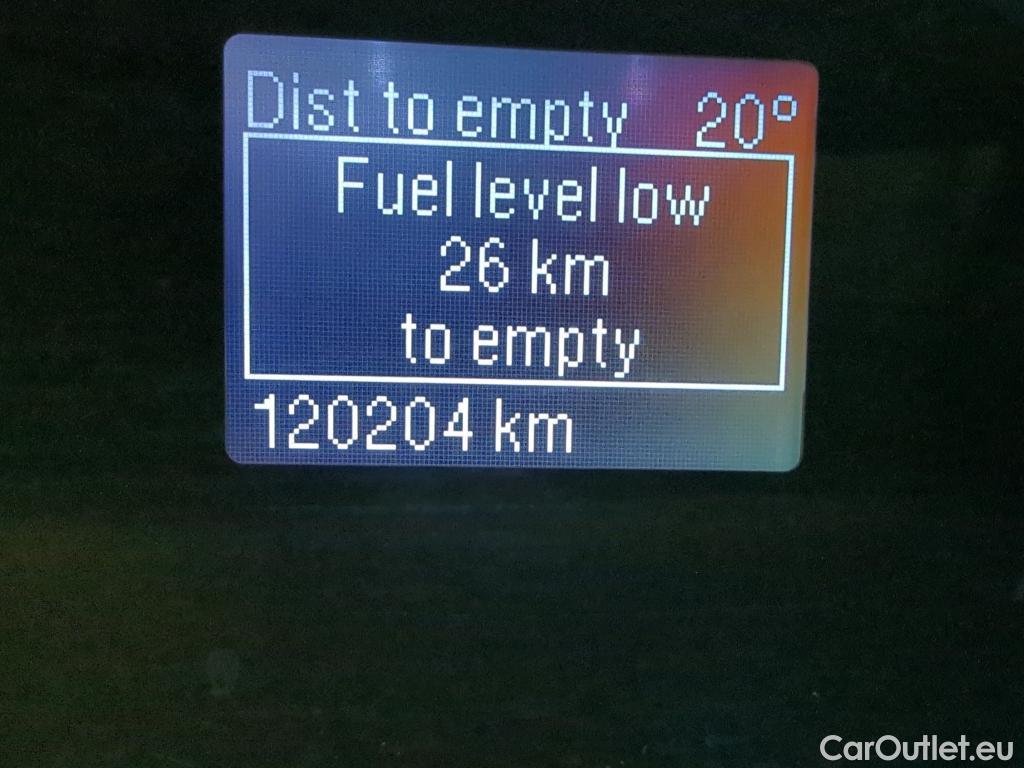 Dist to empty 20°
Fuel level low
26 km
to empty
120204 km
CarOutlet.eu